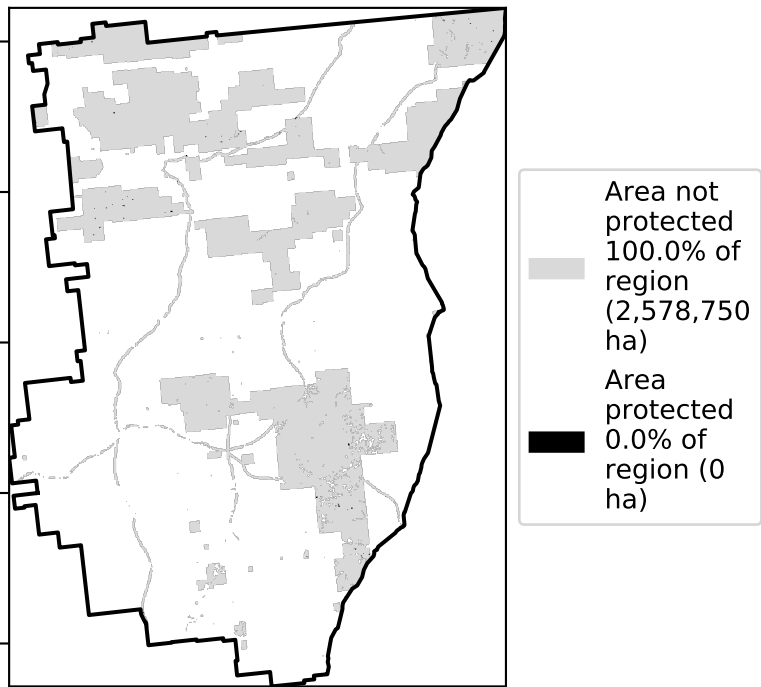 Area not
protected
100.0% of
region
(2,578,750
ha)
Area
protected
0.0% of
region (0
ha)